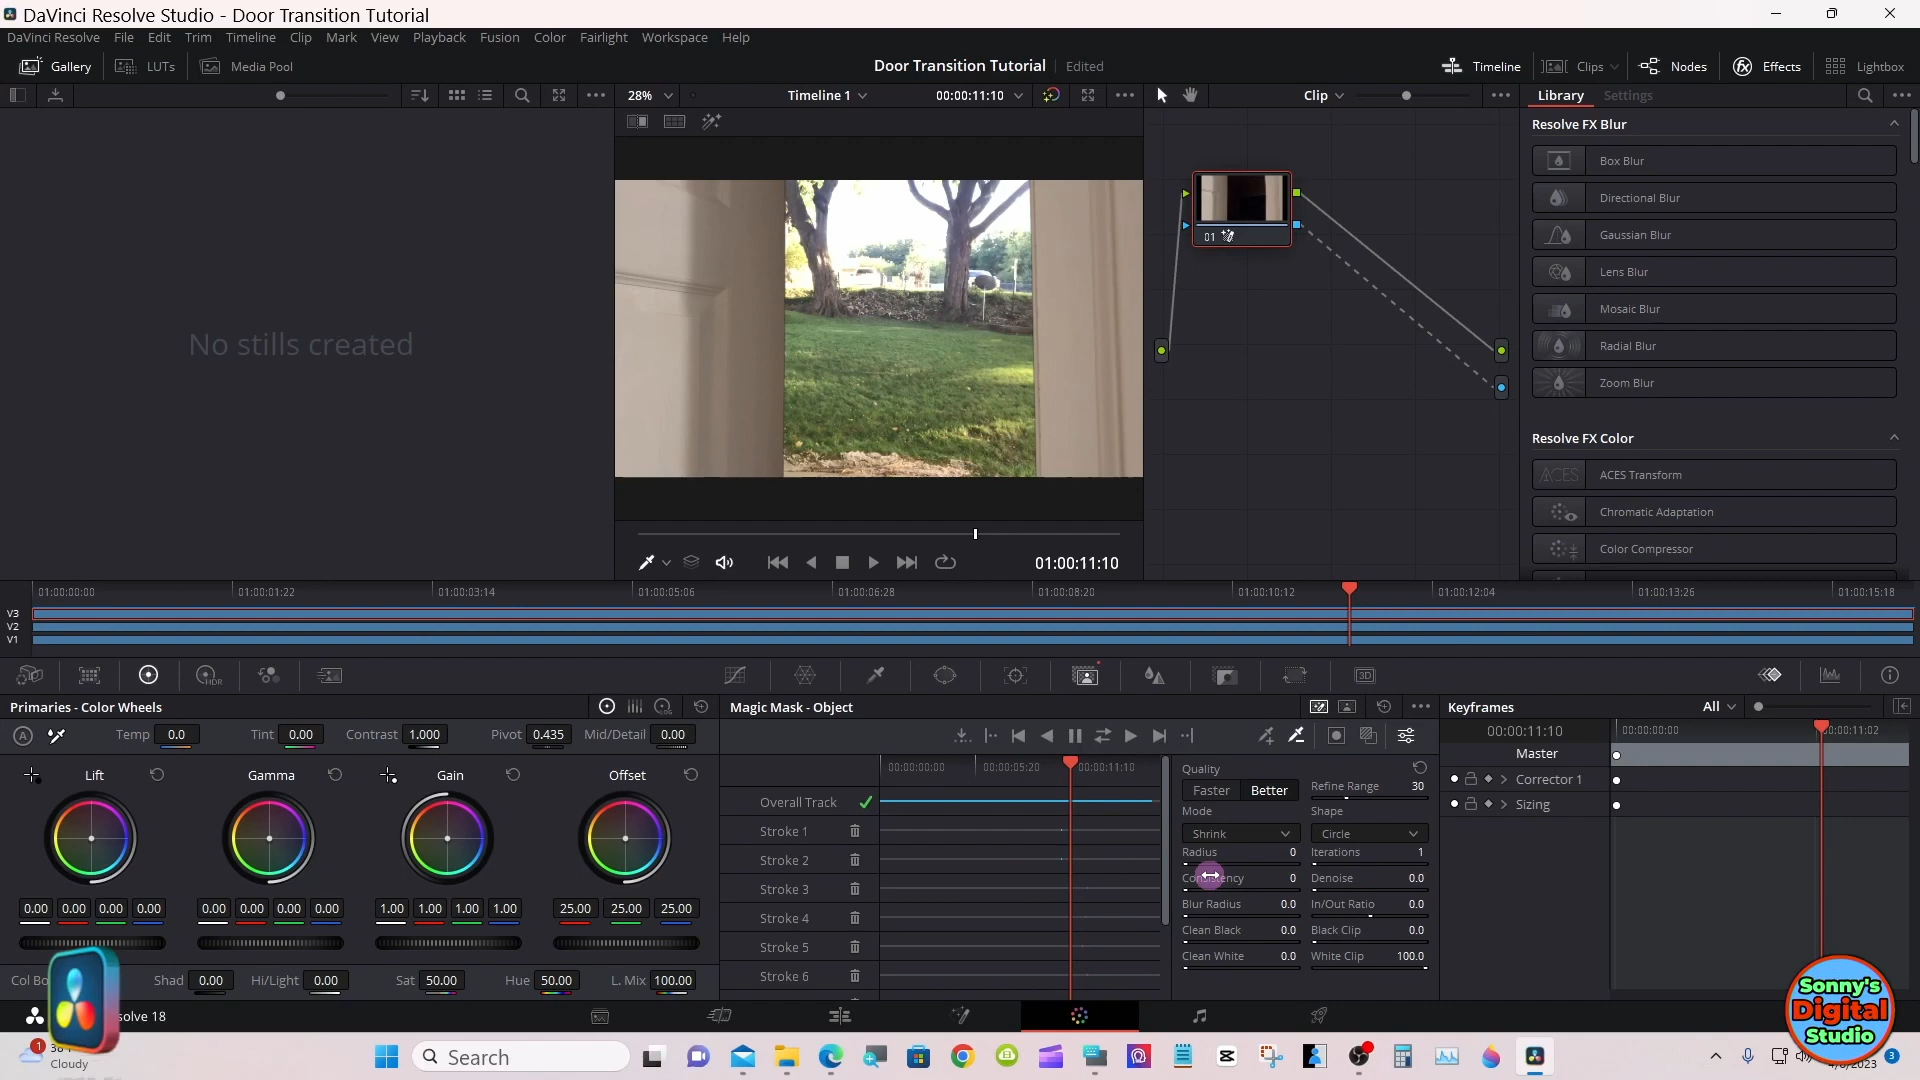 DaVinci Resolve Studio - Door Transition Tutorial
DaVinci Resolve File Edit Trim Timeline Clip Mark View Playback Fusion Color Fairlight Workspace Help
Gallery LUTs Media Pool Door Transition Tutorial Edited Timeline Clips Nodes Effects Lightbox
28% Timeline 1 00:00:11:10 Clip Library Settings
Resolve FX Blur
Box Blur
Directional Blur
Gaussian Blur
01
Lens Blur
Mosaic Blur
No stills created
Radial Blur
Zoom Blur
Resolve FX Color
ACES ACES Transform
Chromatic Adaptation
Color Compressor
01:00:11:10
01:00:00:00 01:00:01:22 01:00:03:14 01:00:05:06 01:00:06:28 01:00:08:20 01:00:10:12 01:00:12:04 01:00:13:26 01:00:15:18
V3
V2
V1
HDR 3D
Primaries - Color Wheels Magic Mask - Object Keyframes All
A Temp 0.0 Tint 0.00 Contrast 1.000 Pivot 0.435 Mid/Detail 0.00
00:00:11:10 00:00:00:00 00:00:11:02
Master
Corrector 1
Sizing
Lift Gamma Gain Offset
00:00:00:00 00:00:05:20 00:00:11:10
Overall Track
Stroke 1
Stroke 2
Stroke 3
Stroke 4
Stroke 5
Stroke 6
Quality
Faster Better Refine Range 30
Mode Shape
Shrink Circle
Radius 0 Iterations 1
Consistency 0 Denoise 0.0
Blur Radius 0.0 In/Out Ratio 0.0
Clean Black 0.0 Black Clip 0.0
Clean White 0.0 White Clip 100.0
0.00 0.00 0.00 0.00 0.00 0.00 0.00 0.00 1.00 1.00 1.00 1.00 25.00 25.00 25.00
Col Bo Shad 0.00 Hi/Light 0.00 Sat 50.00 Hue 50.00 L. Mix 100.00
solve 18
Sonny's
Digital
Studio
1
Cloudy
Search
3